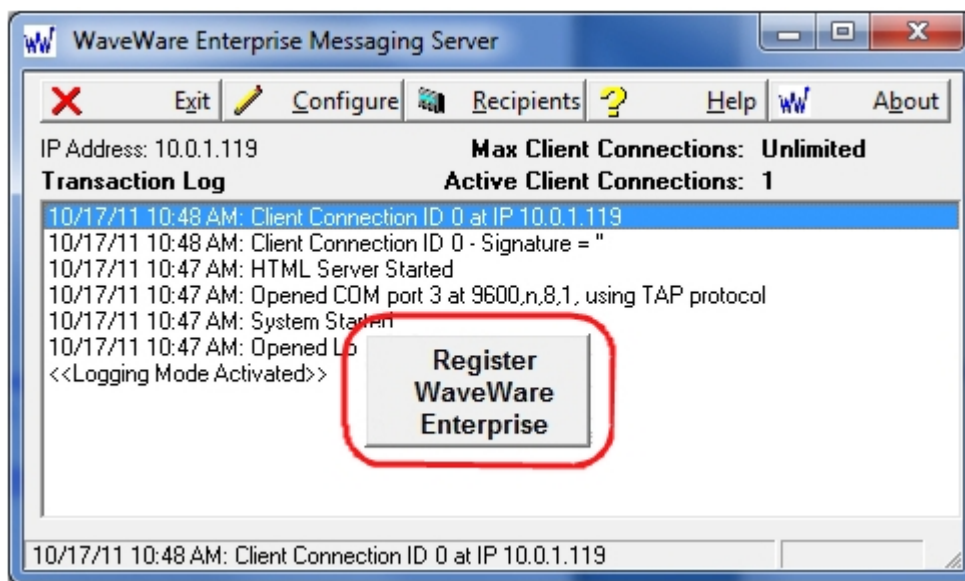 WaveWare Enterprise Messaging Server
Exit Configure Recipients Help About
IP Address: 10.0.1.119 Max Client Connections: Unlimited
Transaction Log Active Client Connections: 1
10/17/11 10:48 AM: Client Connection ID 0 at IP 10.0.1.119
10/17/11 10:48 AM: Client Connection ID 0 - Signature = ''
10/17/11 10:47 AM: HTML Server Started
10/17/11 10:47 AM: Opened COM port 3 at 9600,n,8,1, using TAP protocol
10/17/11 10:47 AM: System Started
10/17/11 10:47 AM: Opened Lo
<<Logging Mode Activated>>
Register
WaveWare
Enterprise
10/17/11 10:48 AM: Client Connection ID 0 at IP 10.0.1.119